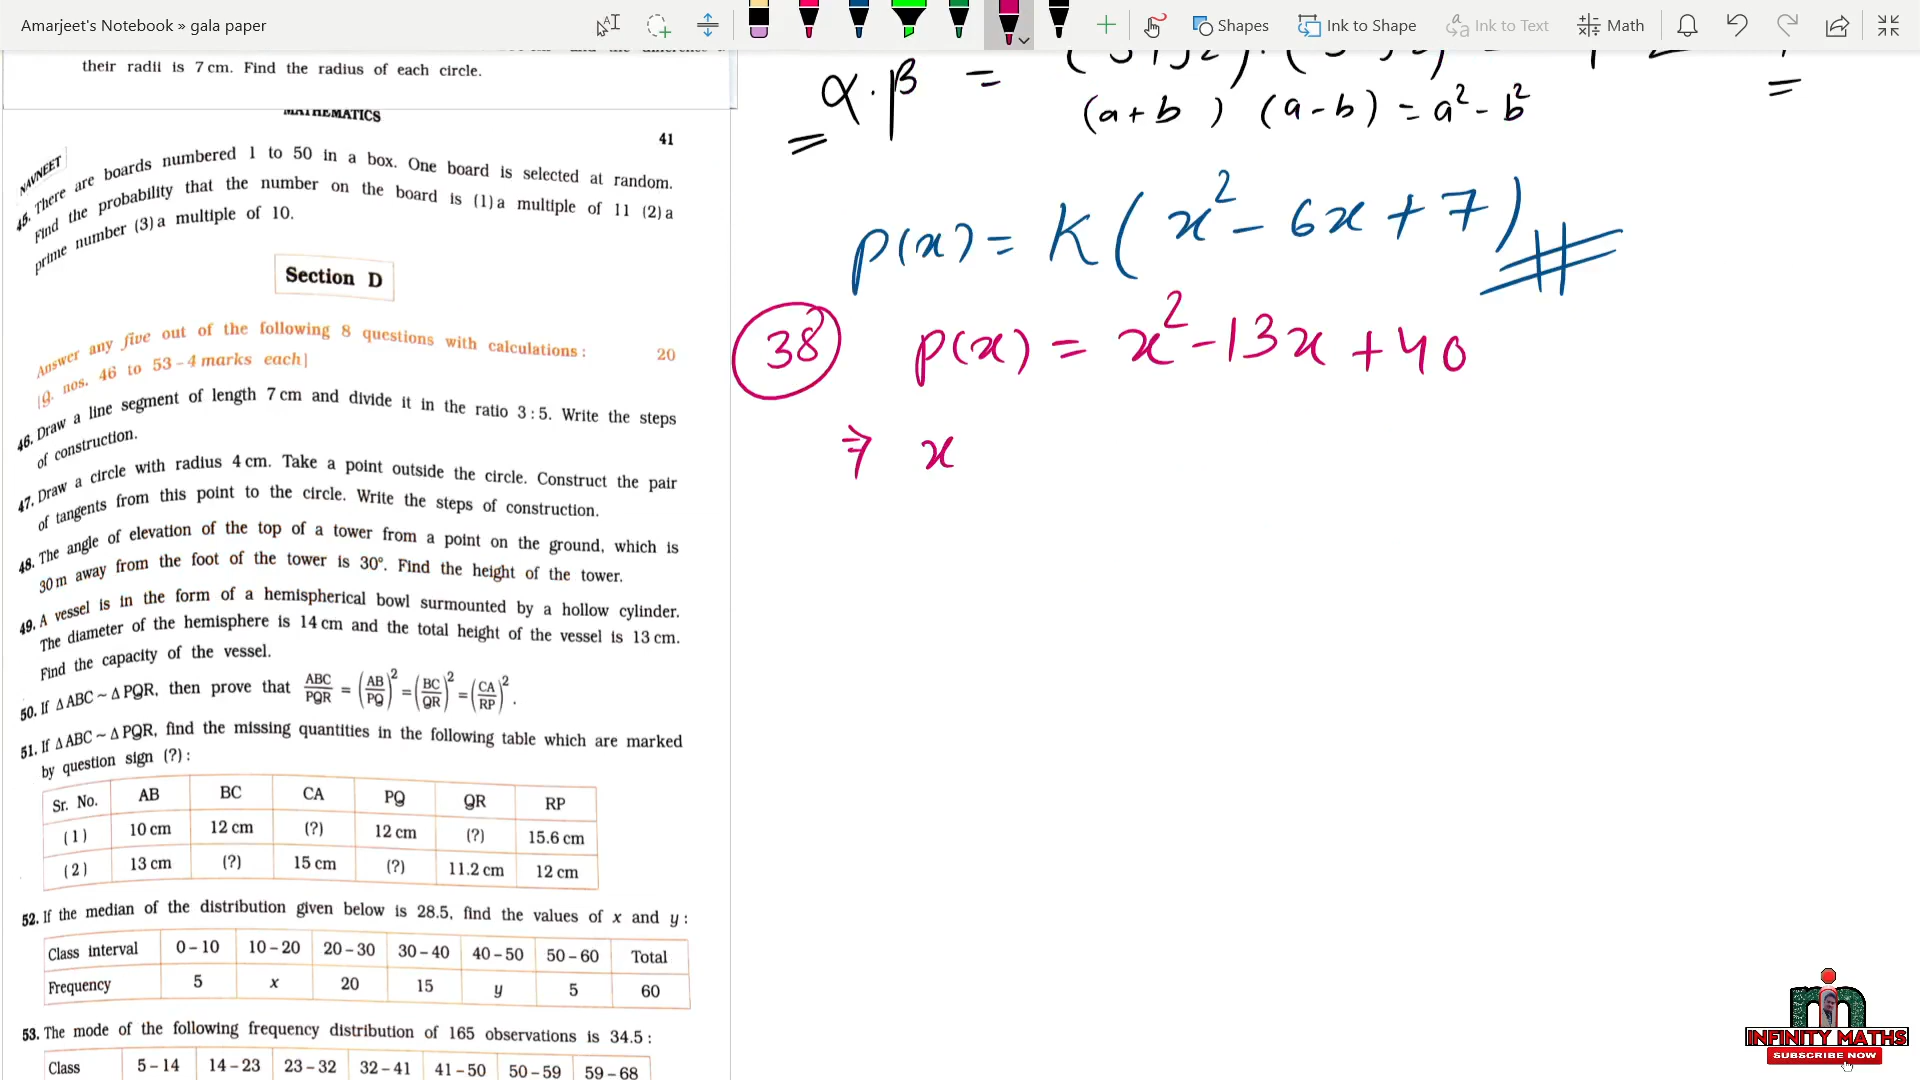 Amarjeet's Notebook » gala paper
Shapes
Ink to Shape
Ink to Text
Math
their radii is 7 cm. Find the radius of each circle.
MATHEMATICS
41
NAVNEET
45. There are boards numbered 1 to 50 in a box. One board is selected at random.
Find the probability that the number on the board is (1) a multiple of 11 (2) a
prime number (3) a multiple of 10.
Section D
Answer any five out of the following 8 questions with calculations : 20
[Q. nos. 46 to 53 – 4 marks each]
46. Draw a line segment of length 7 cm and divide it in the ratio 3 : 5. Write the steps
of construction.
47. Draw a circle with radius 4 cm. Take a point outside the circle. Construct the pair
of tangents from this point to the circle. Write the steps of construction.
48. The angle of elevation of the top of a tower from a point on the ground, which is
30 m away from the foot of the tower is 30°. Find the height of the tower.
49. A vessel is in the form of a hemispherical bowl surmounted by a hollow cylinder.
The diameter of the hemisphere is 14 cm and the total height of the vessel is 13 cm.
Find the capacity of the vessel.
50. If Δ ABC ~ Δ PQR, then prove that ABC/PQR = (AB/PQ)² = (BC/QR)² = (CA/RP)².
51. If Δ ABC ~ Δ PQR, find the missing quantities in the following table which are marked
by question sign (?) :
Sr. No. AB BC CA PQ QR RP
(1) 10 cm 12 cm (?) 12 cm (?) 15.6 cm
(2) 13 cm (?) 15 cm (?) 11.2 cm 12 cm
52. If the median of the distribution given below is 28.5, find the values of x and y :
Class interval 0 – 10 10 – 20 20 – 30 30 – 40 40 – 50 50 – 60 Total
Frequency 5 x 20 15 y 5 60
53. The mode of the following frequency distribution of 165 observations is 34.5 :
Class 5 – 14 14 – 23 23 – 32 32 – 41 41 – 50 50 – 59 59 – 68
α · β =
(a + b) (a - b) = a² - b²
p(x) = K(x² - 6x + 7)
38 p(x) = x² - 13x + 40
⇒ x
INFINITY MATHS
SUBSCRIBE NOW